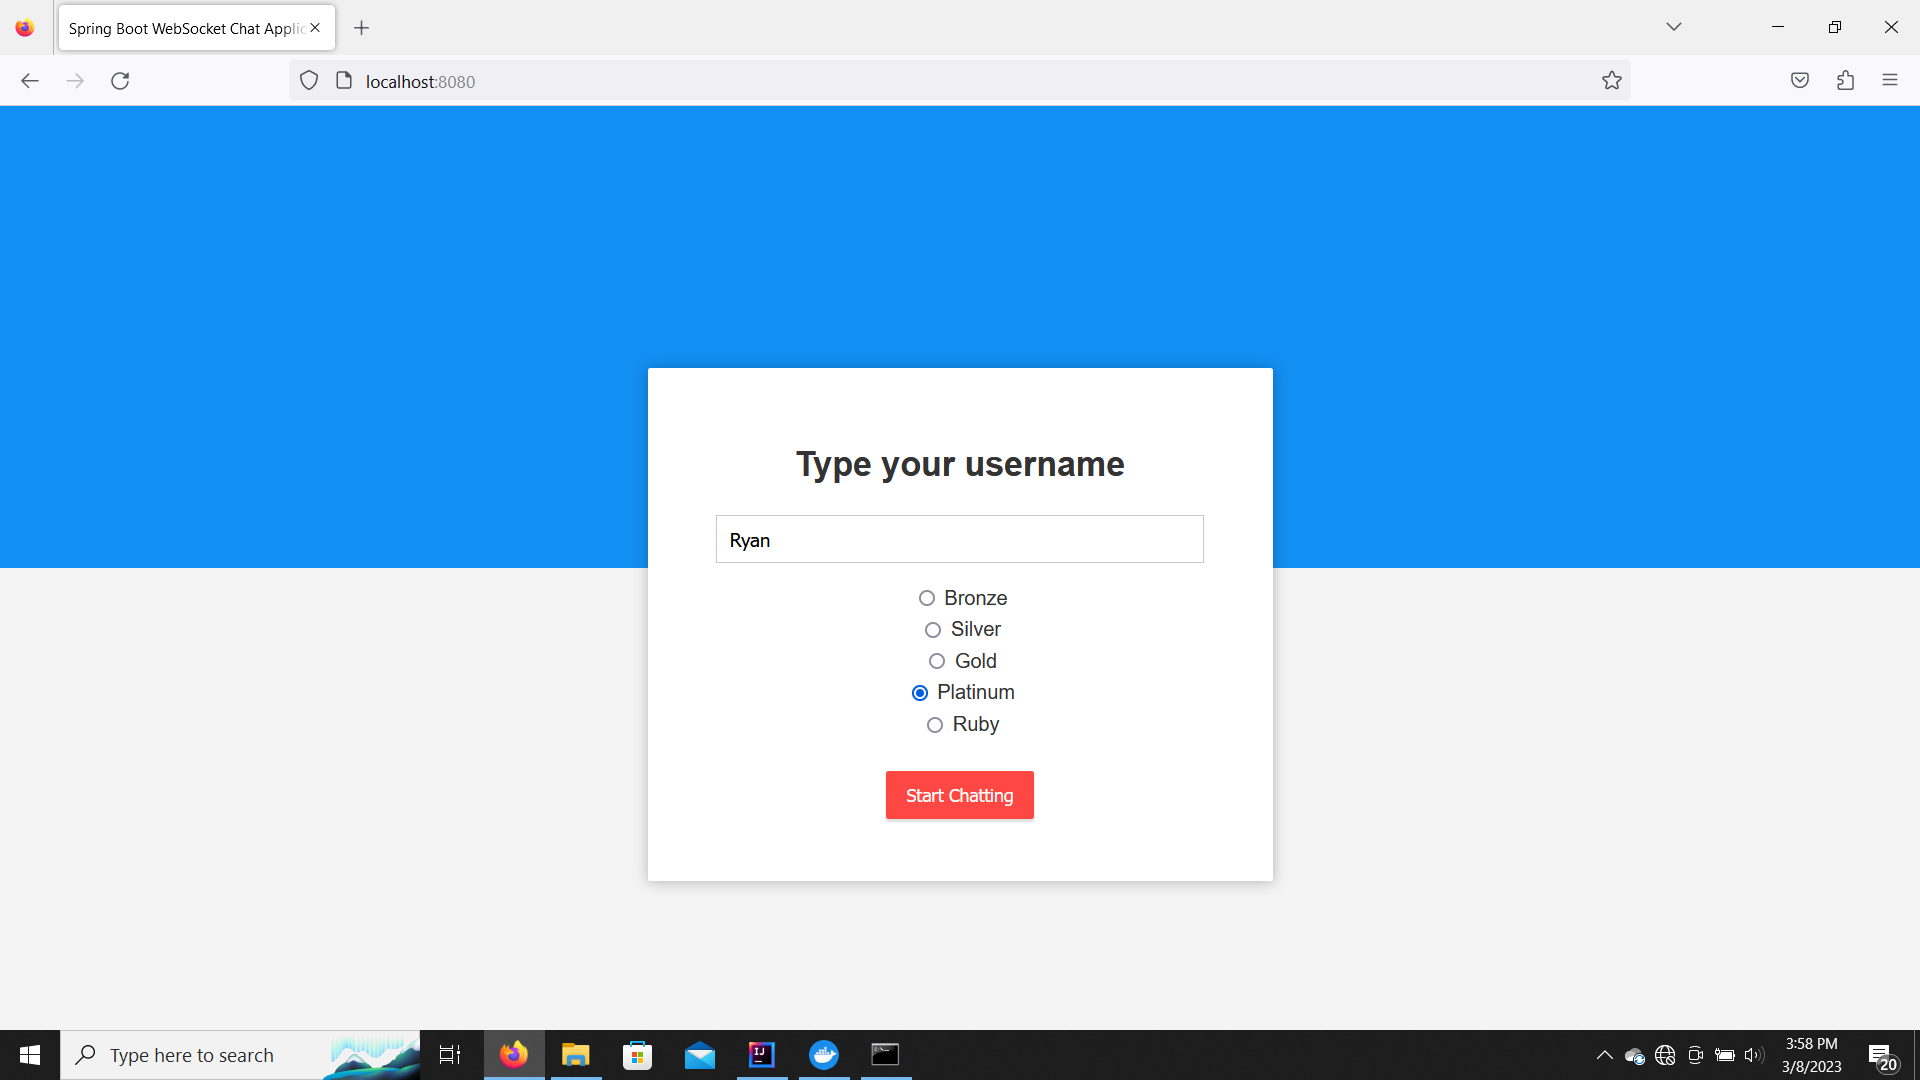 Spring Boot WebSocket Chat Applic
localhost:8080
Type your username
Ryan
Bronze
Silver
Gold
Platinum
Ruby
Start Chatting
Type here to search
IJ
3:58 PM
3/8/2023
20